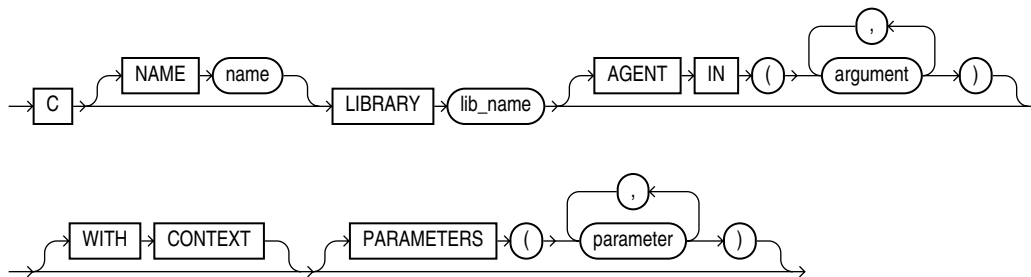 ,
NAME name AGENT IN ( argument )
C LIBRARY lib_name
,
WITH CONTEXT PARAMETERS ( parameter )